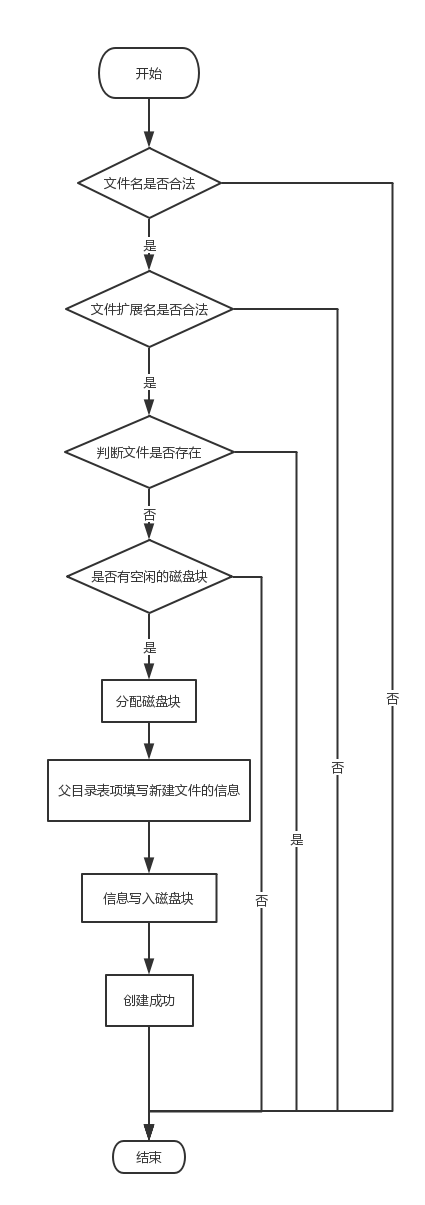 开始
文件名是否合法
是
文件扩展名是否合法
是
判断文件是否存在
否
是否有空闲的磁盘块
是
分配磁盘块
否
否
父目录表项填写新建文件的信息
是
信息写入磁盘块
否
创建成功
结束